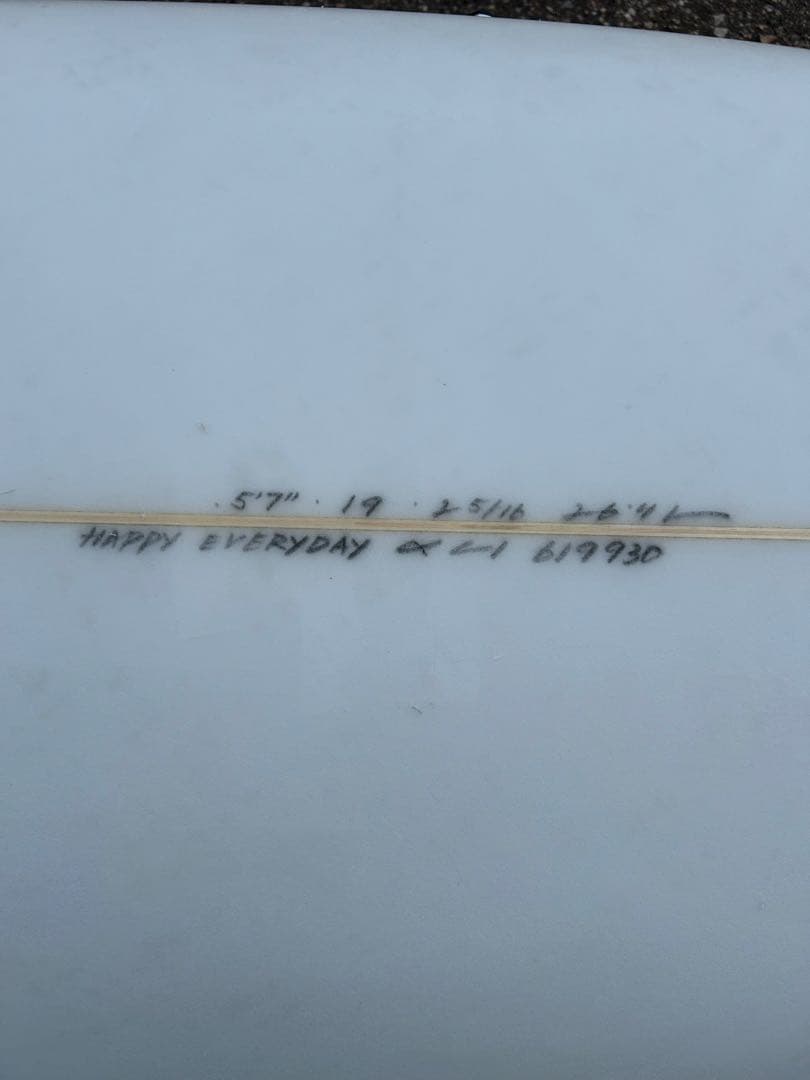 5'7" · 19 · 2 5/16 26.4L
HAPPY EVERYDAY 619930